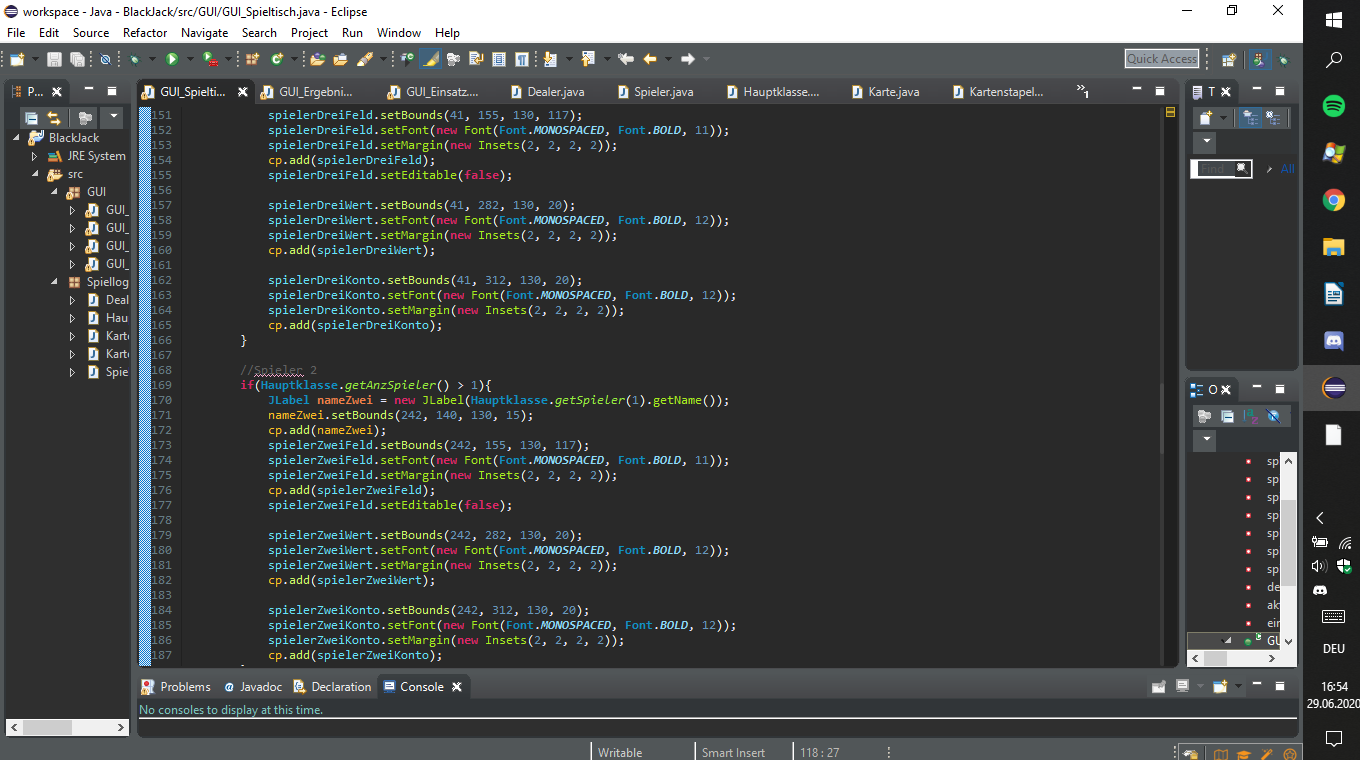 workspace - Java - BlackJack/src/GUI/GUI_Spieltisch.java - Eclipse
File Edit Source Refactor Navigate Search Project Run Window Help
Quick Access
P...
GUI_Spielti... GUI_Ergebni... GUI_Einsatz.... Dealer.java Spieler.java Hauptklasse.... Karte.java Kartenstapel... »1
T
BlackJack
JRE System
src
GUI
GUI_
GUI_
GUI_
GUI_
Spiellog
Deal
Hau
Karte
Karte
Spie
151 spielerDreiFeld.setBounds(41, 155, 130, 117);
152 spielerDreiFeld.setFont(new Font(Font.MONOSPACED, Font.BOLD, 11));
153 spielerDreiFeld.setMargin(new Insets(2, 2, 2, 2));
154 cp.add(spielerDreiFeld);
155 spielerDreiFeld.setEditable(false);
156
157 spielerDreiWert.setBounds(41, 282, 130, 20);
158 spielerDreiWert.setFont(new Font(Font.MONOSPACED, Font.BOLD, 12));
159 spielerDreiWert.setMargin(new Insets(2, 2, 2, 2));
160 cp.add(spielerDreiWert);
161
162 spielerDreiKonto.setBounds(41, 312, 130, 20);
163 spielerDreiKonto.setFont(new Font(Font.MONOSPACED, Font.BOLD, 12));
164 spielerDreiKonto.setMargin(new Insets(2, 2, 2, 2));
165 cp.add(spielerDreiKonto);
166 }
167
168 //Spieler 2
169 if(Hauptklasse.getAnzSpieler() > 1){
170 JLabel nameZwei = new JLabel(Hauptklasse.getSpieler(1).getName());
171 nameZwei.setBounds(242, 140, 130, 15);
172 cp.add(nameZwei);
173 spielerZweiFeld.setBounds(242, 155, 130, 117);
174 spielerZweiFeld.setFont(new Font(Font.MONOSPACED, Font.BOLD, 11));
175 spielerZweiFeld.setMargin(new Insets(2, 2, 2, 2));
176 cp.add(spielerZweiFeld);
177 spielerZweiFeld.setEditable(false);
178
179 spielerZweiWert.setBounds(242, 282, 130, 20);
180 spielerZweiWert.setFont(new Font(Font.MONOSPACED, Font.BOLD, 12));
181 spielerZweiWert.setMargin(new Insets(2, 2, 2, 2));
182 cp.add(spielerZweiWert);
183
184 spielerZweiKonto.setBounds(242, 312, 130, 20);
185 spielerZweiKonto.setFont(new Font(Font.MONOSPACED, Font.BOLD, 12));
186 spielerZweiKonto.setMargin(new Insets(2, 2, 2, 2));
187 cp.add(spielerZweiKonto);
Find All
O
sp
sp
sp
sp
sp
sp
sp
de
ak
ein
GU
Problems @ Javadoc Declaration Console
No consoles to display at this time.
Writable Smart Insert 118 : 27
DEU
16:54
29.06.2020